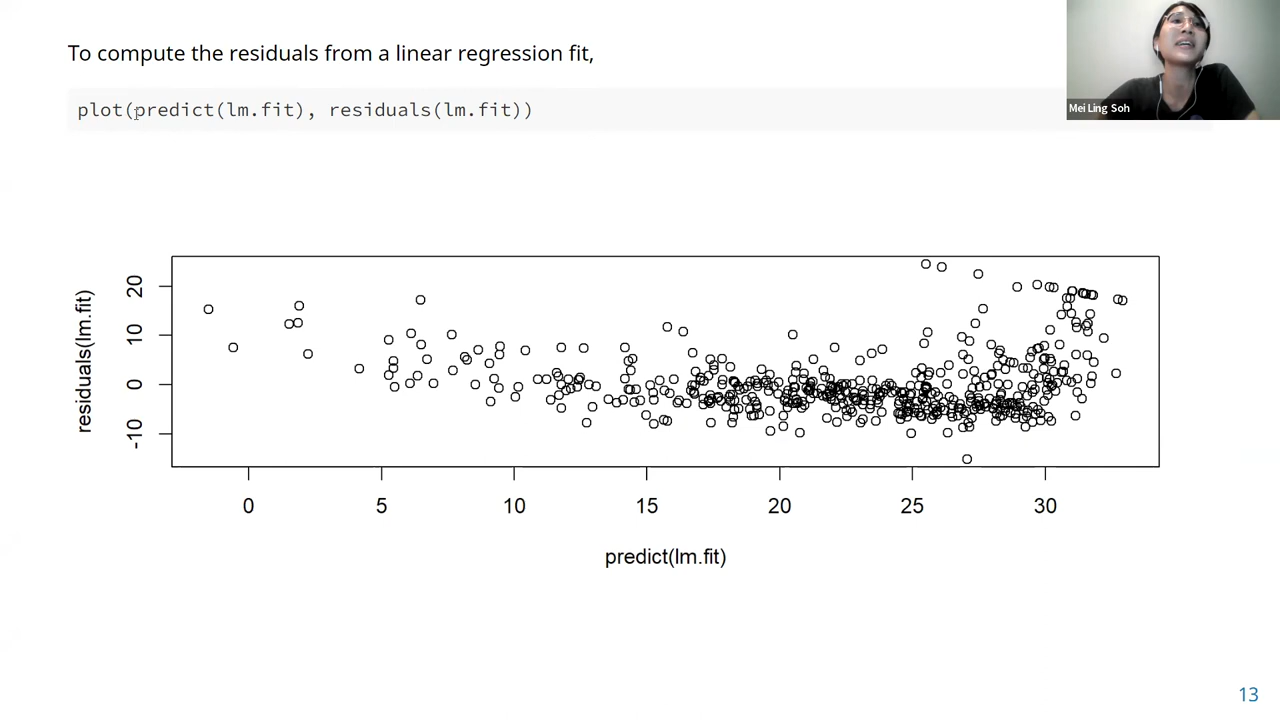 To compute the residuals from a linear regression fit,
plot(predict(lm.fit), residuals(lm.fit))
Mei Ling Soh
residuals(lm.fit)
20
10
0
-10
0 5 10 15 20 25 30
predict(lm.fit)
13